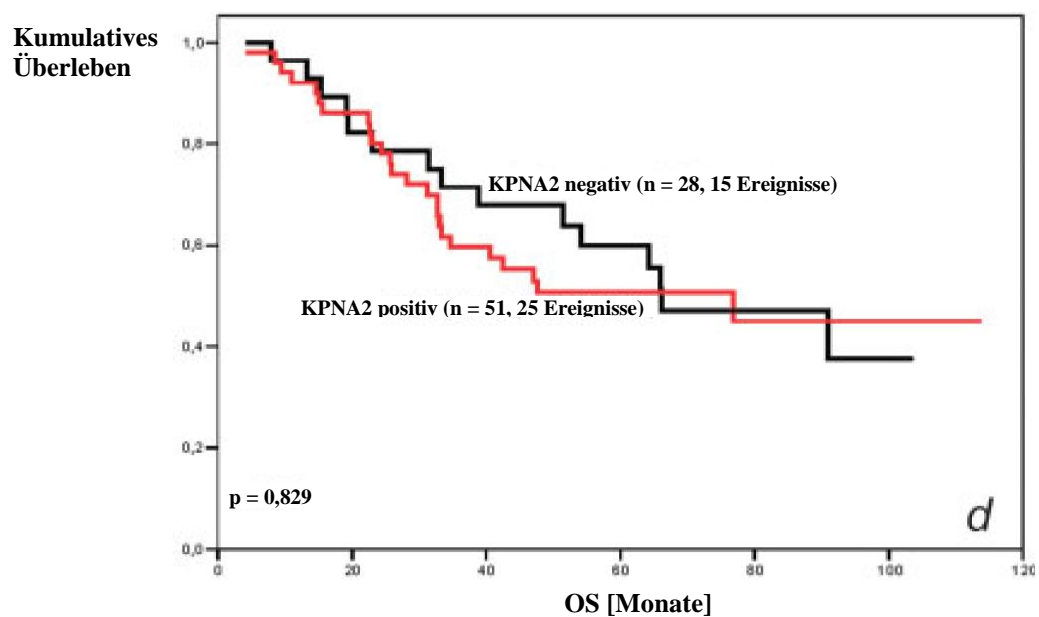 Kumulatives
Überleben
1,0
0,8
KPNA2 negativ (n = 28, 15 Ereignisse)
0,6
KPNA2 positiv (n = 51, 25 Ereignisse)
0,4
0,2
p = 0,829
d
0,0
0 20 40 60 80 100 120
OS [Monate]